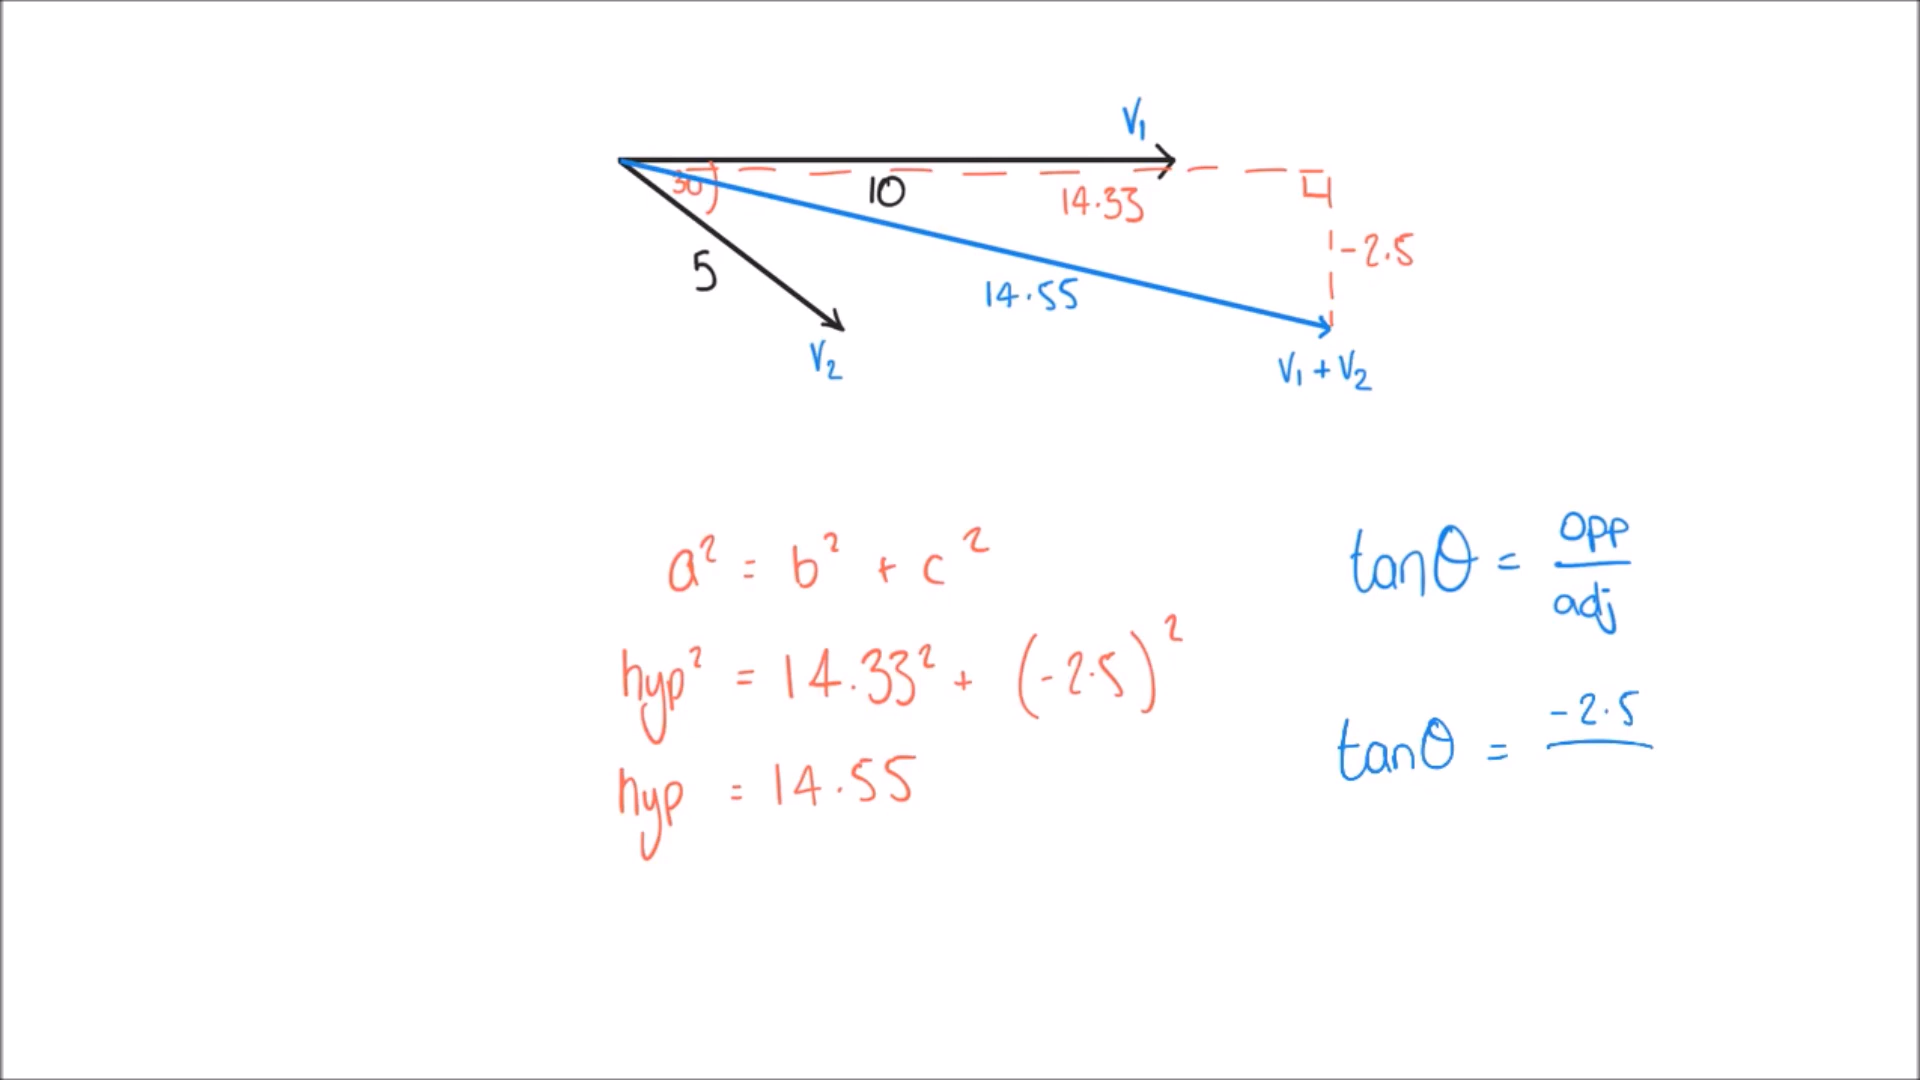 V₁
30
10
14.33
-2.5
5
14.55
V₂
V₁ + V₂
a² = b² + c²
hyp² = 14.33² + (-2.5)²
hyp = 14.55
tanθ = opp/adj
tanθ = -2.5/